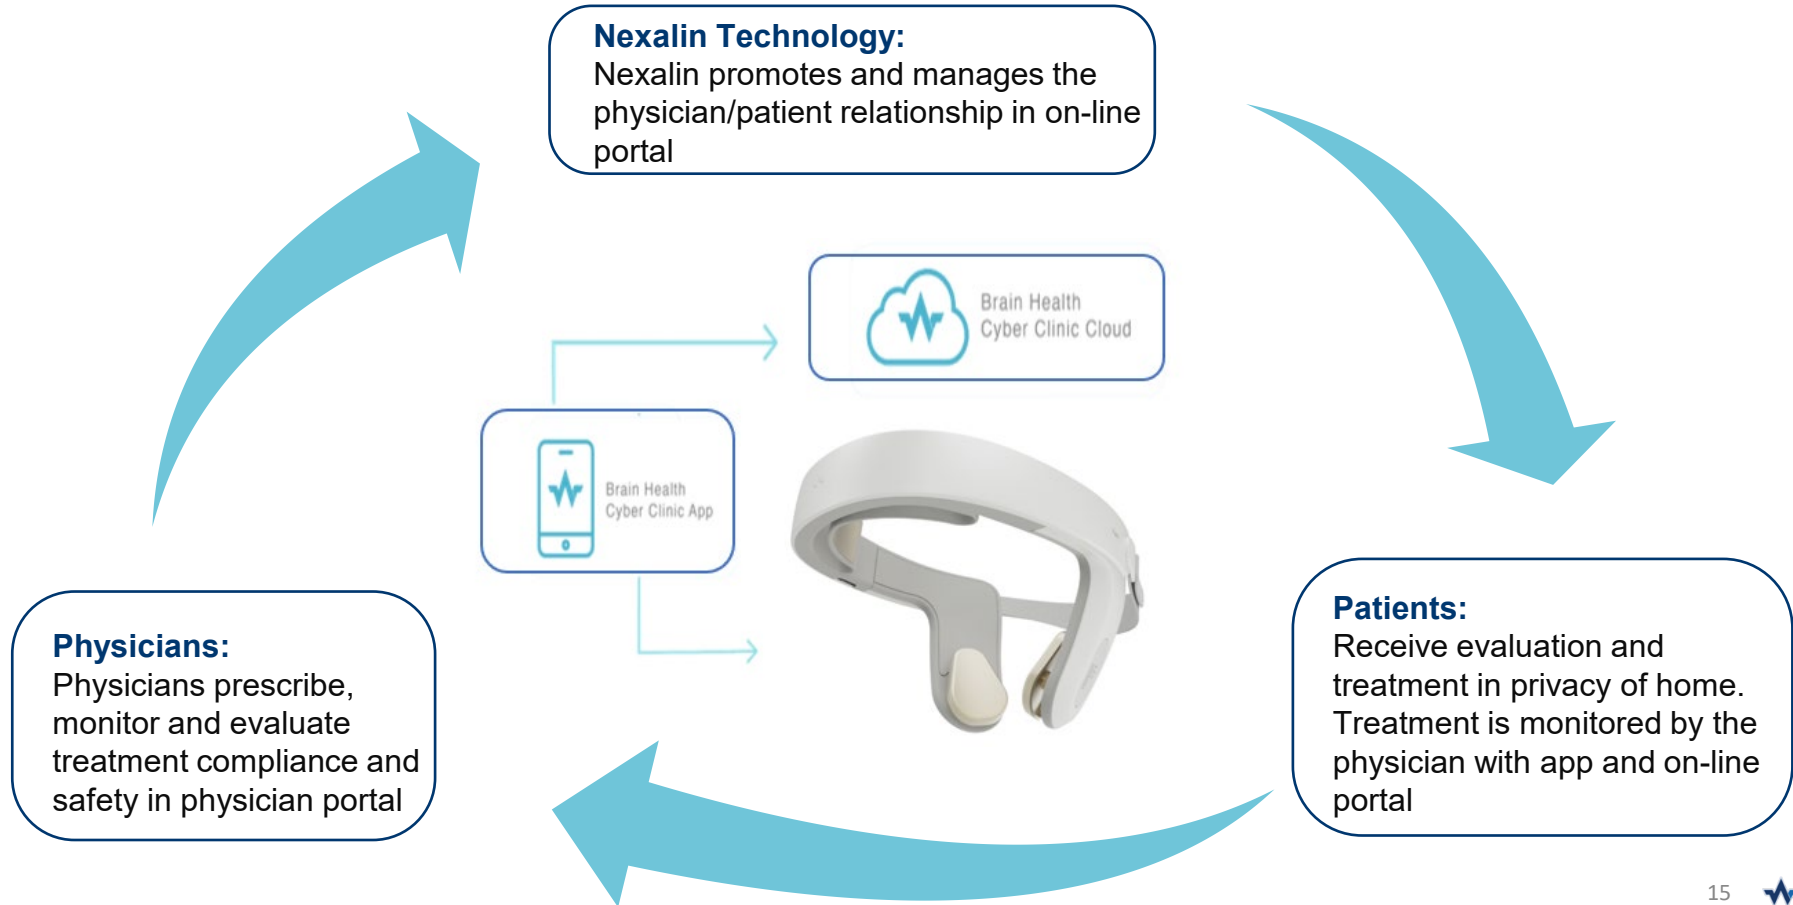 Nexalin Technology:
Nexalin promotes and manages the
physician/patient relationship in on-line
portal
Brain Health
Cyber Clinic Cloud
Brain Health
Cyber Clinic App
Physicians:
Physicians prescribe,
monitor and evaluate
treatment compliance and
safety in physician portal
Patients:
Receive evaluation and
treatment in privacy of home.
Treatment is monitored by the
physician with app and on-line
portal
15